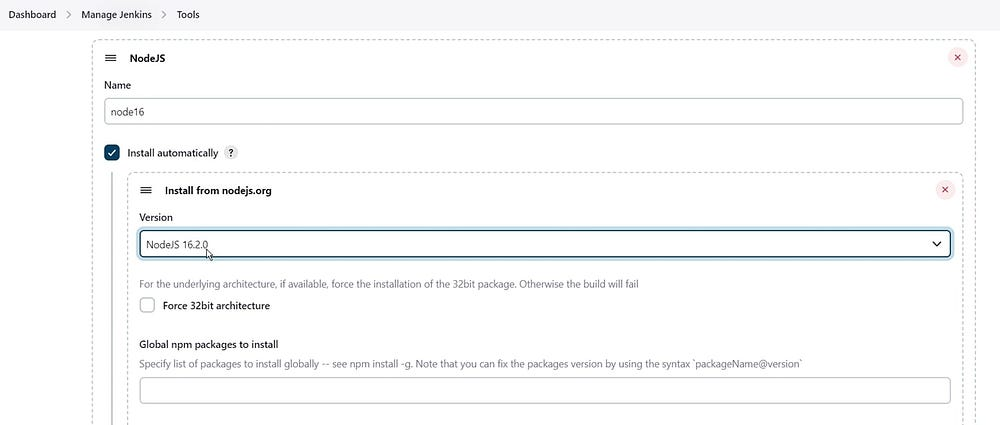 Dashboard > Manage Jenkins > Tools
NodeJS
Name
node16
Install automatically ?
Install from nodejs.org
Version
NodeJS 16.2.0
For the underlying architecture, if available, force the installation of the 32bit package. Otherwise the build will fail
Force 32bit architecture
Global npm packages to install
Specify list of packages to install globally -- see npm install -g. Note that you can fix the packages version by using the syntax `packageName@version`